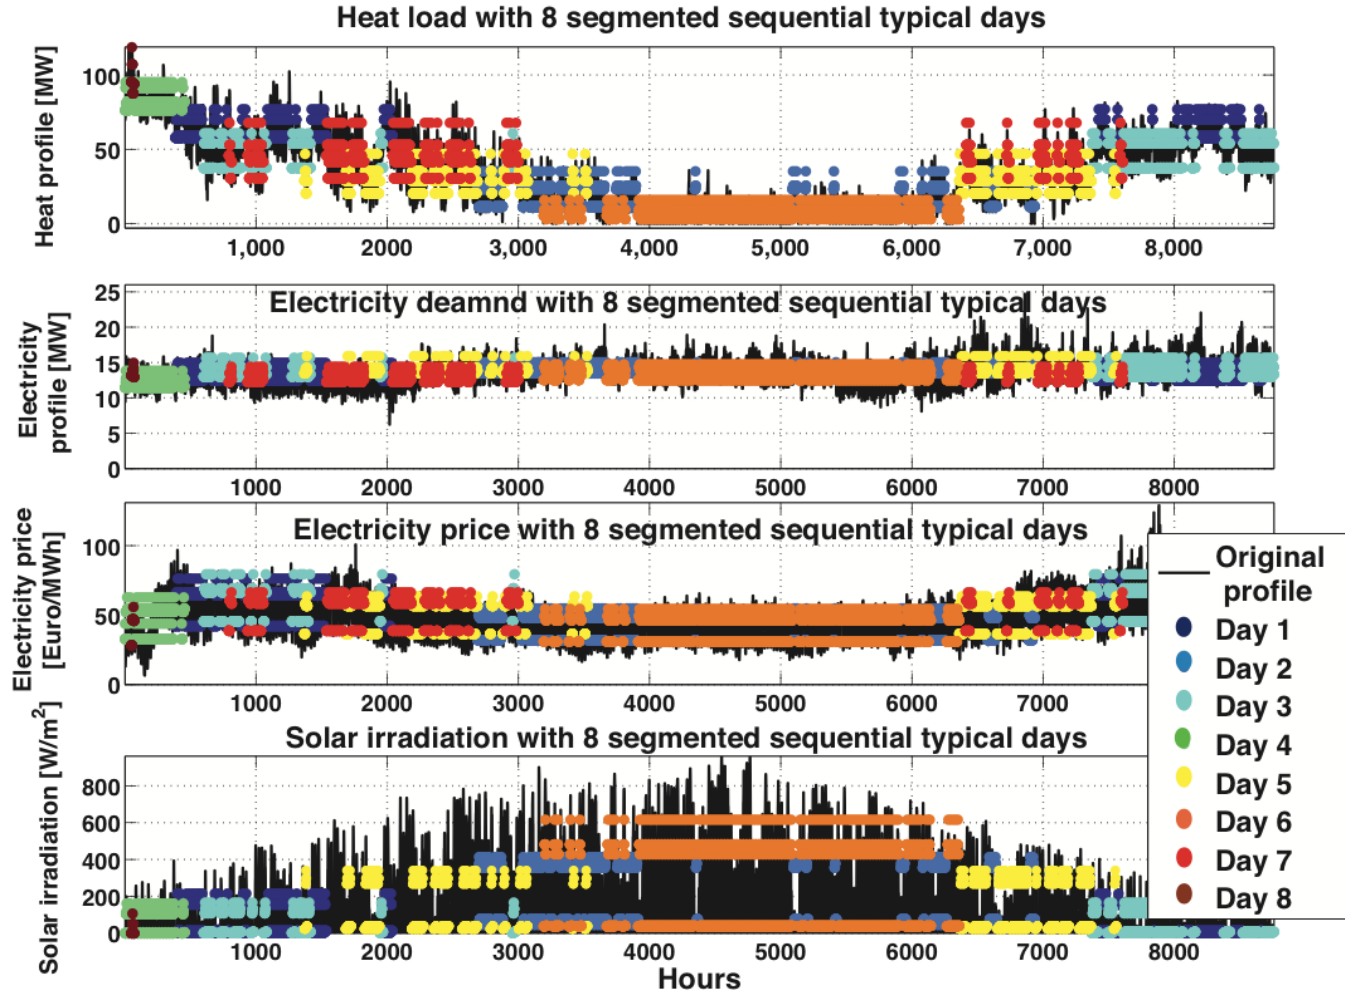 Heat load with 8 segmented sequential typical days
Heat profile [MW]
100
50
0
1,000 2,000 3,000 4,000 5,000 6,000 7,000 8,000
Electricity deamnd with 8 segmented sequential typical days
Electricity
profile [MW]
25
20
15
10
5
0
1000 2000 3000 4000 5000 6000 7000 8000
Electricity price with 8 segmented sequential typical days
Electricity price
[Euro/MWh]
100
50
0
1000 2000 3000 4000 5000 6000 7000
Original
profile
Day 1
Day 2
Day 3
Day 4
Day 5
Day 6
Day 7
Day 8
Solar irradiation with 8 segmented sequential typical days
Solar irradiation [W/m²]
800
600
400
200
0
1000 2000 3000 4000 5000 6000 7000 8000
Hours